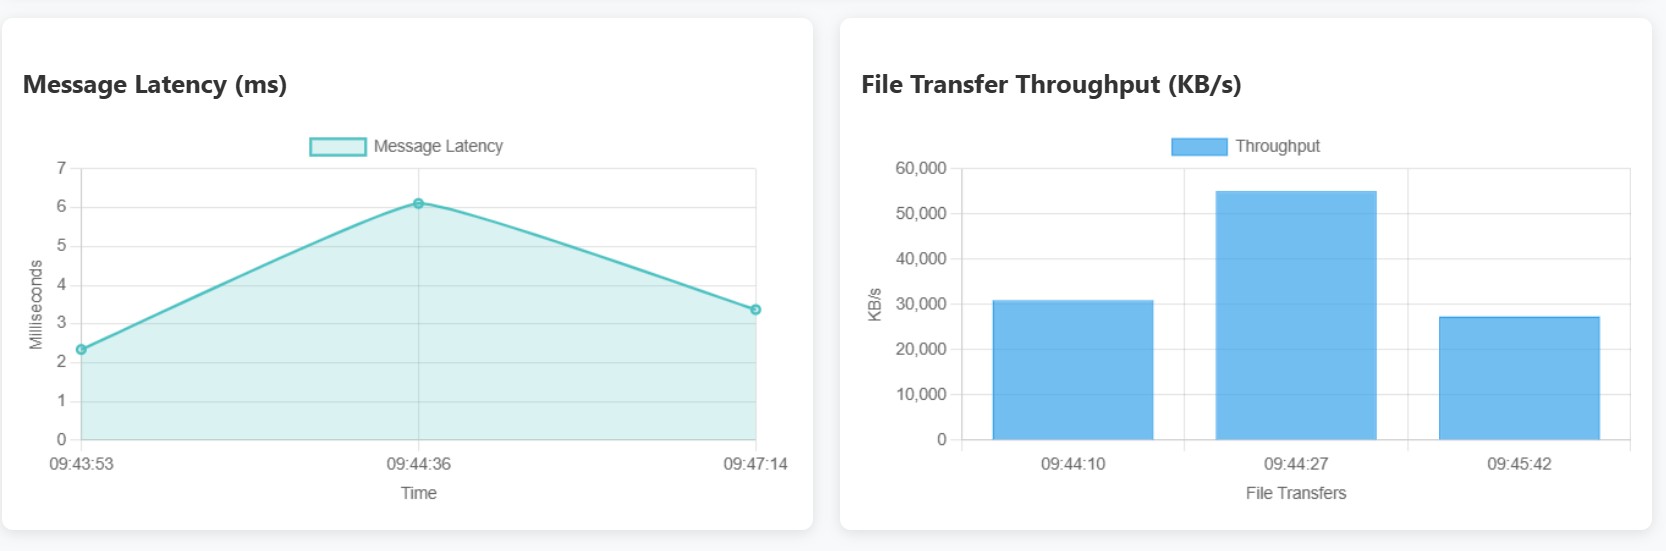 Message Latency (ms)
Message Latency
7
6
5
4
3
2
1
0
Milliseconds
09:43:53 09:44:36 09:47:14
Time
File Transfer Throughput (KB/s)
Throughput
60,000
50,000
40,000
30,000
20,000
10,000
0
KB/s
09:44:10 09:44:27 09:45:42
File Transfers